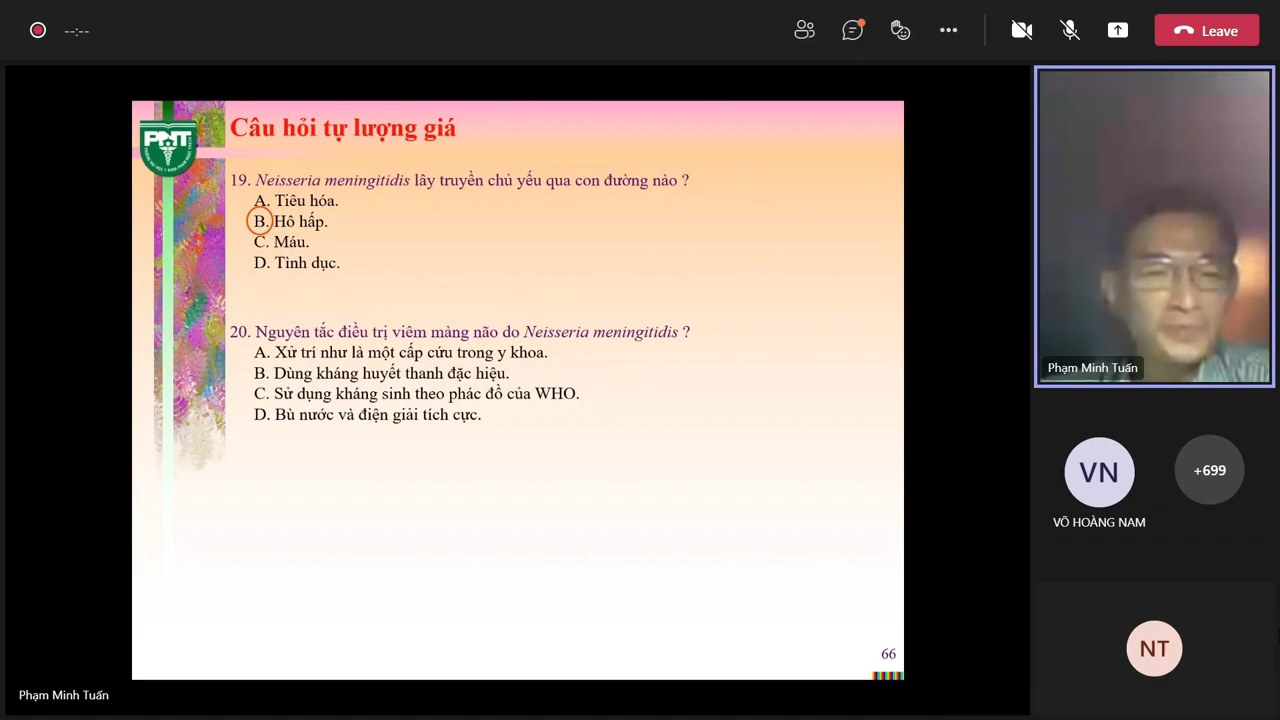 --:--
Leave
Câu hỏi tự lượng giá
PNT
19. Neisseria meningitidis lây truyền chủ yếu qua con đường nào ?
A. Tiêu hóa.
B. Hô hấp.
C. Máu.
D. Tình dục.
20. Nguyên tắc điều trị viêm màng não do Neisseria meningitidis ?
A. Xử trí như là một cấp cứu trong y khoa.
B. Dùng kháng huyết thanh đặc hiệu.
C. Sử dụng kháng sinh theo phác đồ của WHO.
D. Bù nước và điện giải tích cực.
66
Phạm Minh Tuấn
Phạm Minh Tuấn
VN
+699
VÕ HOÀNG NAM
NT